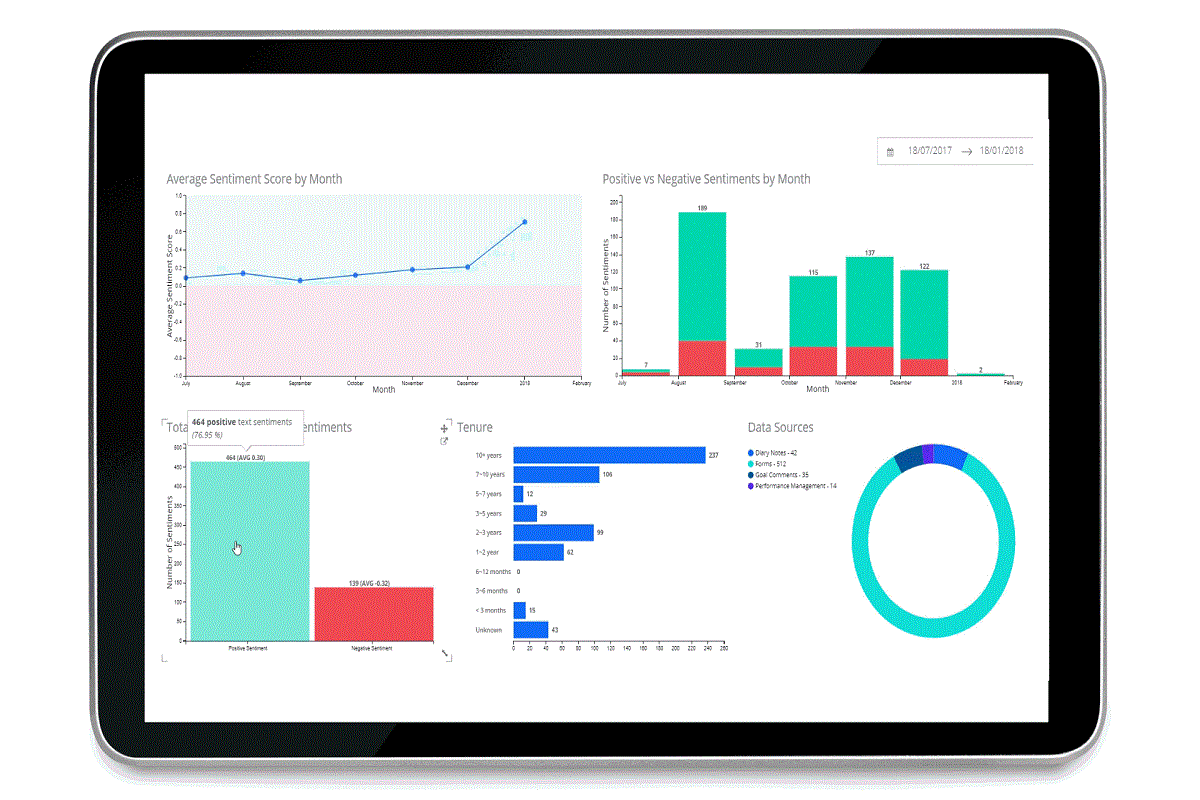 18/07/2017 → 18/01/2018
Average Sentiment Score by Month
1.0
0.8
0.6
0.4
0.2
0.0
-0.2
-0.4
-0.6
-0.8
-1.0
Average Sentiment Score
July August September October November December 2018 February
Month
Positive vs Negative Sentiments by Month
200
180
160
140
120
100
80
60
40
20
0
Number of Sentiments
7 189 31 115 137 122 2
July August September October November December 2018 February
Month
Tota
entiments
464 positive text sentiments
(76.95 %)
500
450
400
350
300
250
200
150
100
50
0
Number of Sentiments
464 (AVG 0.30)
139 (AVG -0.32)
Positive Sentiment Negative Sentiment
Tenure
10+ years 237
7-10 years 106
5-7 years 12
3-5 years 29
2-3 years 99
1-2 year 62
6-12 months 0
3-6 months 0
< 3 months 15
Unknown 43
0 20 40 60 80 100 120 140 160 180 200 220 240 260
Data Sources
Diary Notes - 42
Forms - 512
Goal Comments - 35
Performance Management - 14